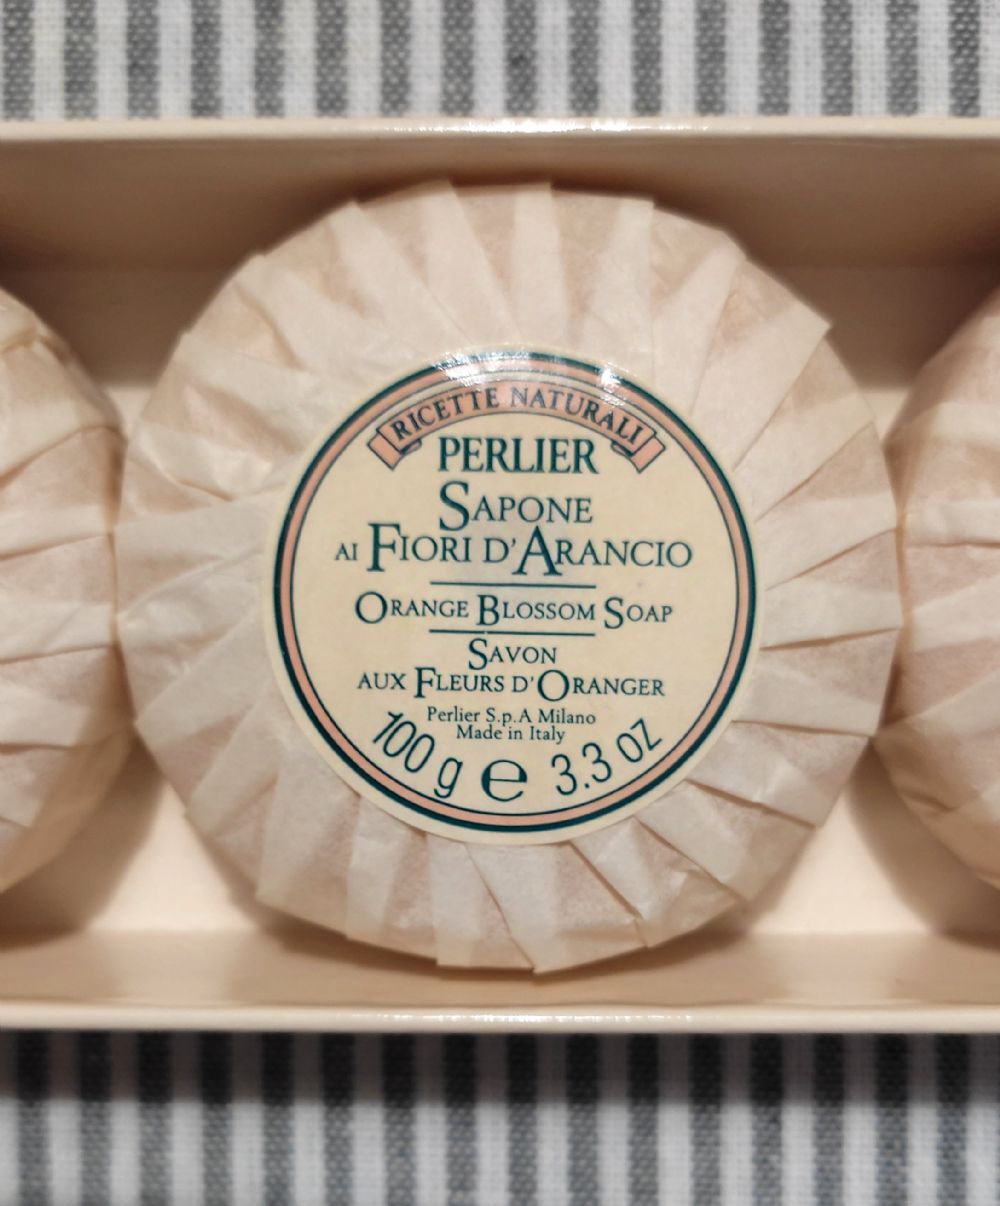 RICETTE NATURALI
PERLIER
SAPONE
AI FIORI D'ARANCIO
ORANGE BLOSSOM SOAP
SAVON
AUX FLEURS D'ORANGER
Perlier S.p.A Milano
Made in Italy
100 g ℮ 3.3 oz